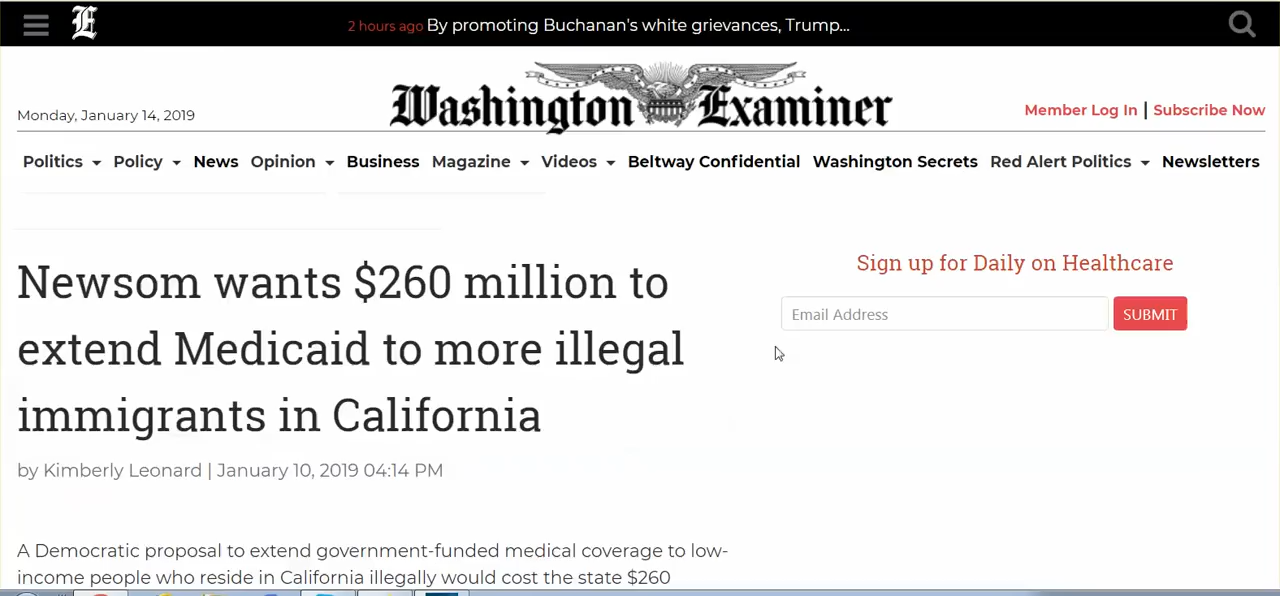 2 hours ago By promoting Buchanan's white grievances, Trump...
Washington Examiner
Monday, January 14, 2019
Member Log In | Subscribe Now
Politics Policy News Opinion Business Magazine Videos Beltway Confidential Washington Secrets Red Alert Politics Newsletters
Newsom wants $260 million to
extend Medicaid to more illegal
immigrants in California
Sign up for Daily on Healthcare
Email Address SUBMIT
by Kimberly Leonard | January 10, 2019 04:14 PM
A Democratic proposal to extend government-funded medical coverage to low-
income people who reside in California illegally would cost the state $260